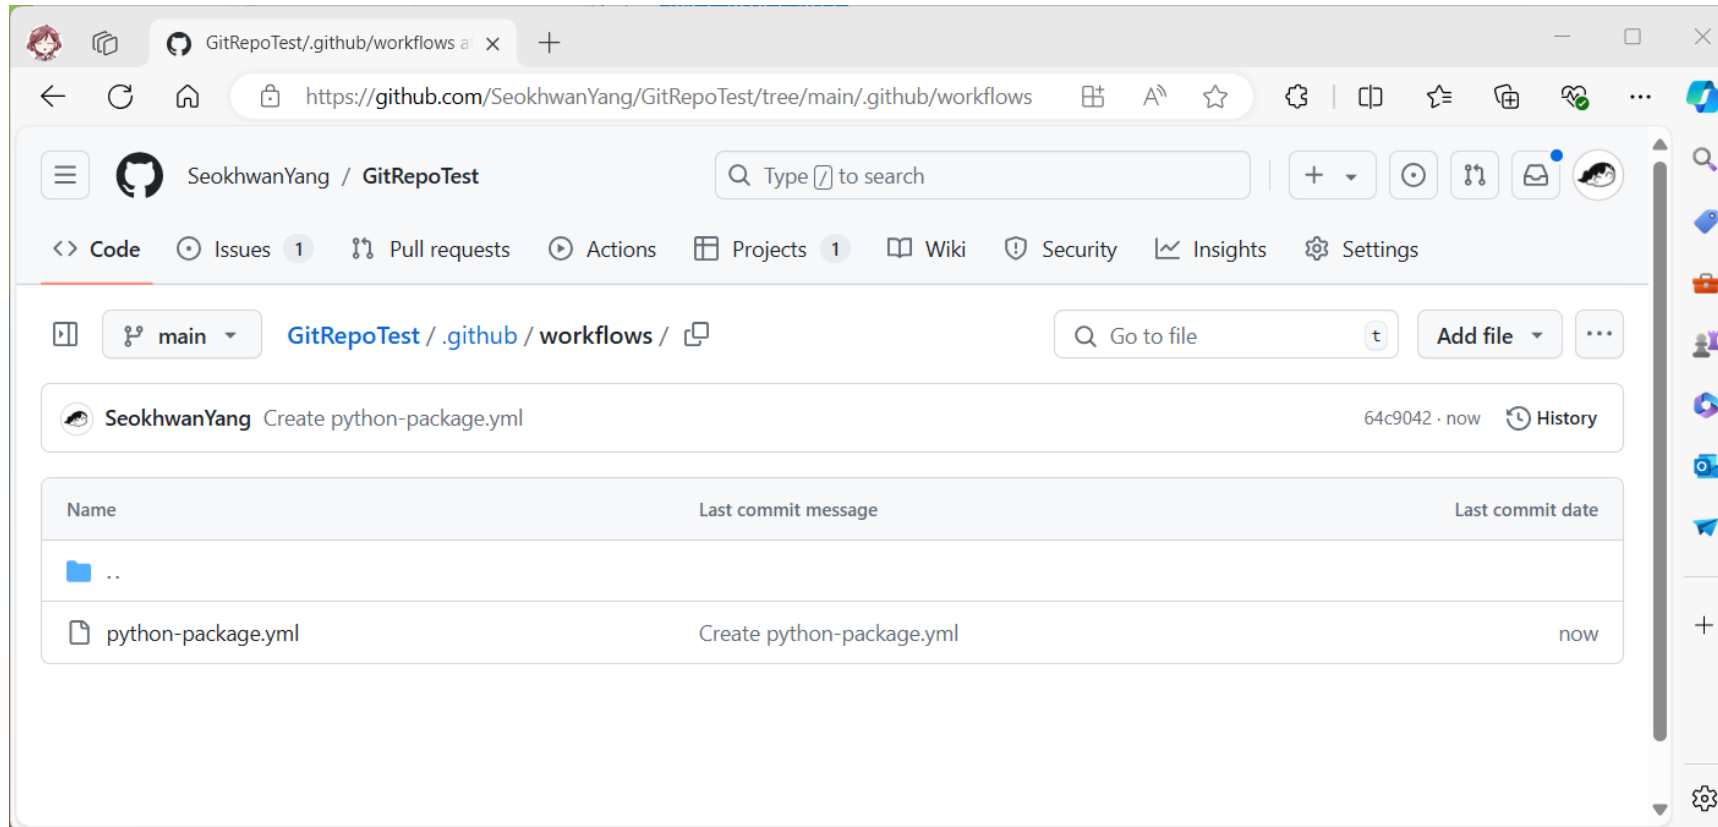 GitRepoTest/.github/workflows a
https://github.com/SeokhwanYang/GitRepoTest/tree/main/.github/workflows
SeokhwanYang / GitRepoTest
Type / to search
Code
Issues 1
Pull requests
Actions
Projects 1
Wiki
Security
Insights
Settings
main
GitRepoTest / .github / workflows /
Go to file t
Add file
SeokhwanYang Create python-package.yml
64c9042 · now
History
Name Last commit message Last commit date
..
python-package.yml Create python-package.yml now